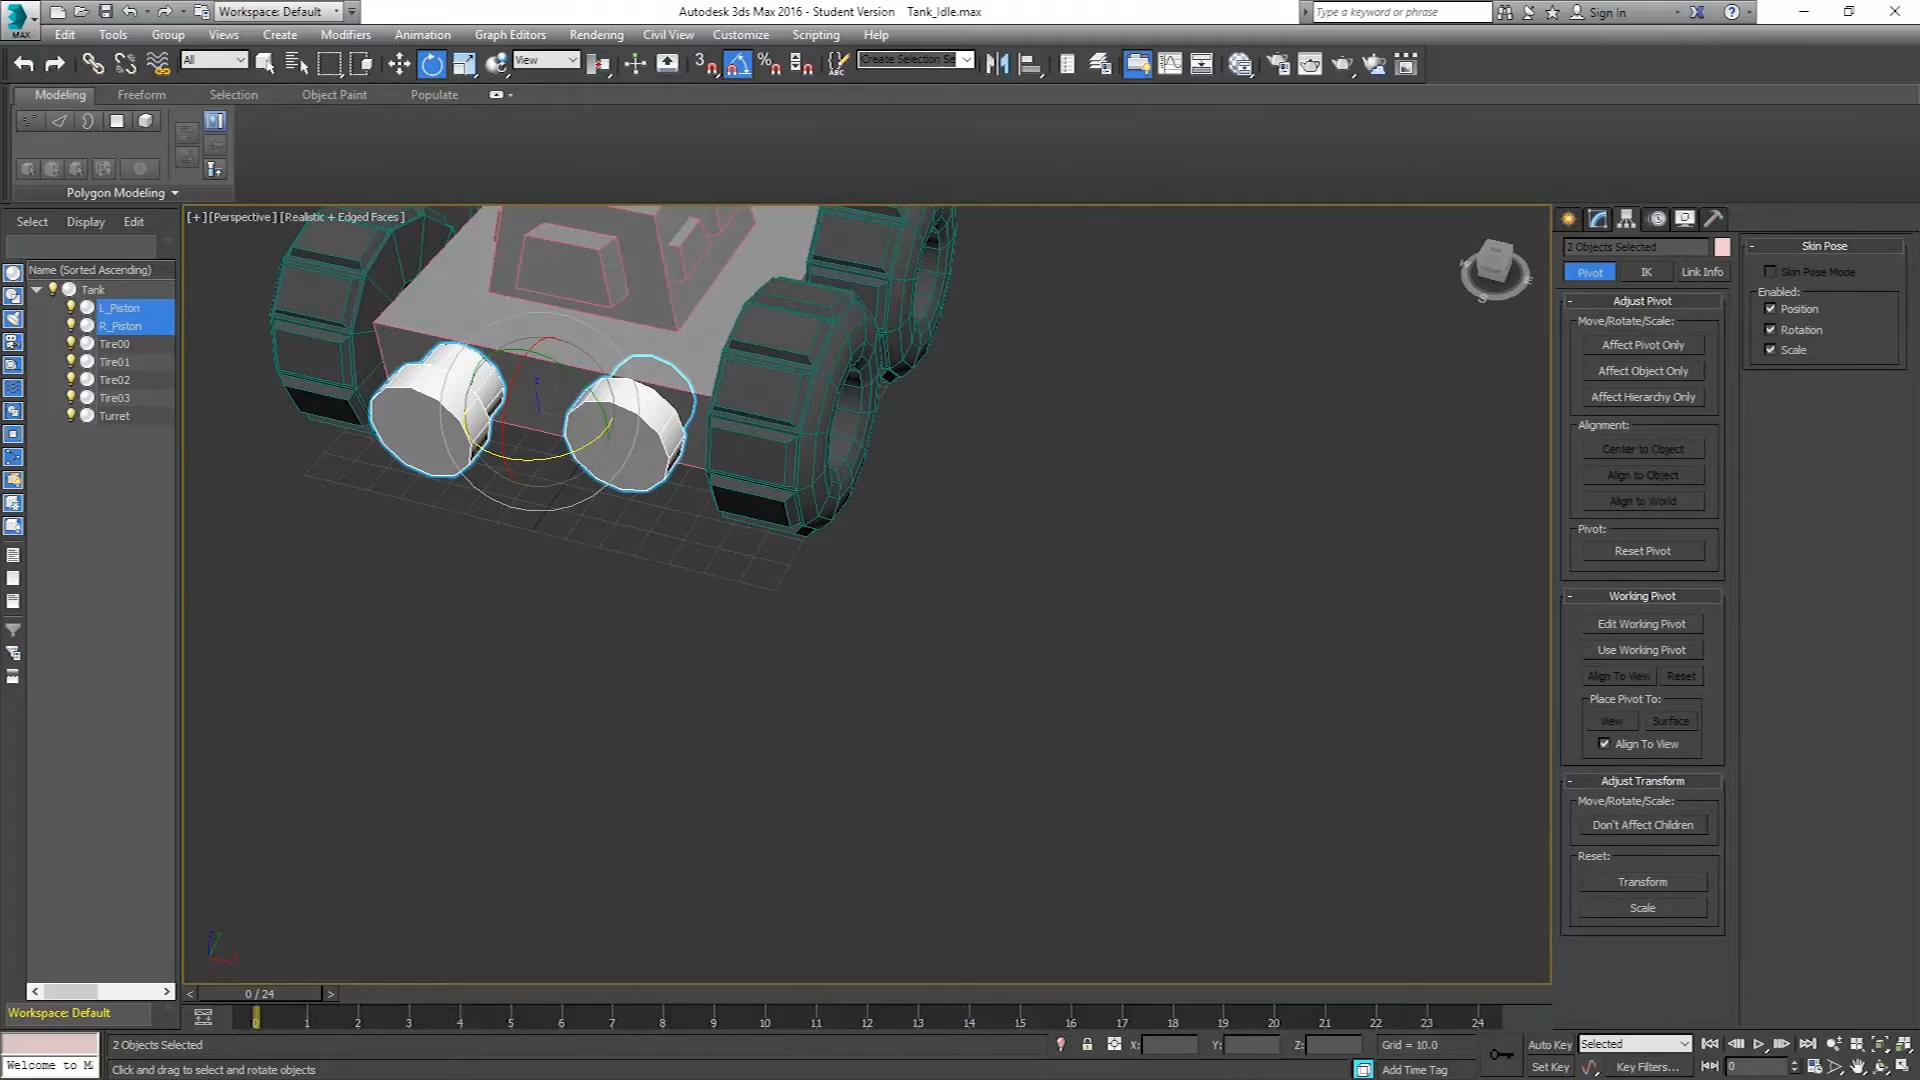 MAX
Workspace: Default
Autodesk 3ds Max 2016 - Student Version Tank_Idle.max
Type a keyword or phrase
Sign In
Edit Tools Group Views Create Modifiers Animation Graph Editors Rendering Civil View Customize Scripting Help
All
View
3
Create Selection Se
ABC
Modeling Freeform Selection Object Paint Populate
Polygon Modeling
Select Display Edit
[+] [Perspective ] [Realistic + Edged Faces ]
Name (Sorted Ascending)
Tank
L_Piston
R_Piston
Tire00
Tire01
Tire02
Tire03
Turret
z
2 Objects Selected
Pivot IK Link Info
- Adjust Pivot
Move/Rotate/Scale:
Affect Pivot Only
Affect Object Only
Affect Hierarchy Only
Alignment:
Center to Object
Align to Object
Align to World
Pivot:
Reset Pivot
- Working Pivot
Edit Working Pivot
Use Working Pivot
Align To View Reset
Place Pivot To:
View Surface
Align To View
- Adjust Transform
Move/Rotate/Scale:
Don't Affect Children
Reset:
Transform
Scale
- Skin Pose
Skin Pose Mode
Enabled:
Position
Rotation
Scale
< >
< 0 / 24 >
Workspace: Default
0 1 2 3 4 5 6 7 8 9 10 11 12 13 14 15 16 17 18 19 20 21 22 23 24
2 Objects Selected
X: Y: Z: Grid = 10.0
Auto Key Selected
Welcome to M
Click and drag to select and rotate objects
Add Time Tag
Set Key Key Filters...
0